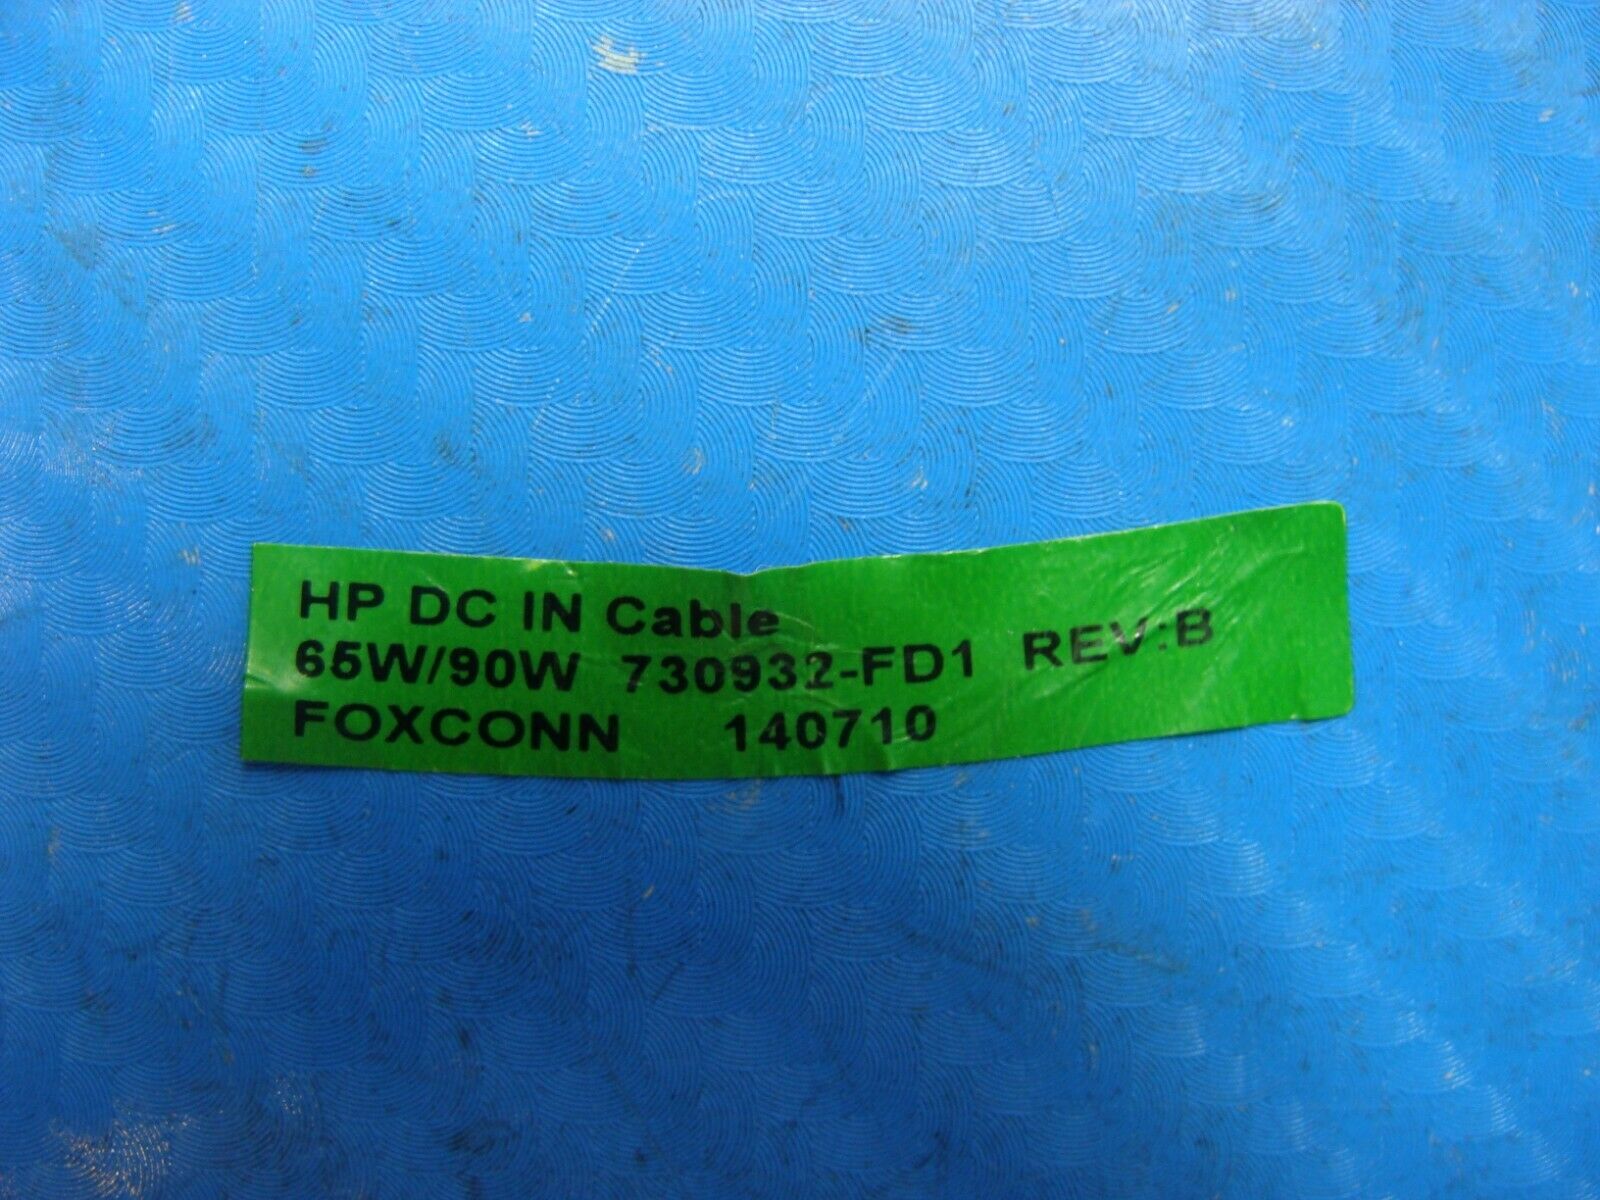 HP DC IN Cable
65W/90W 730932-FD1 REV:B
FOXCONN 140710